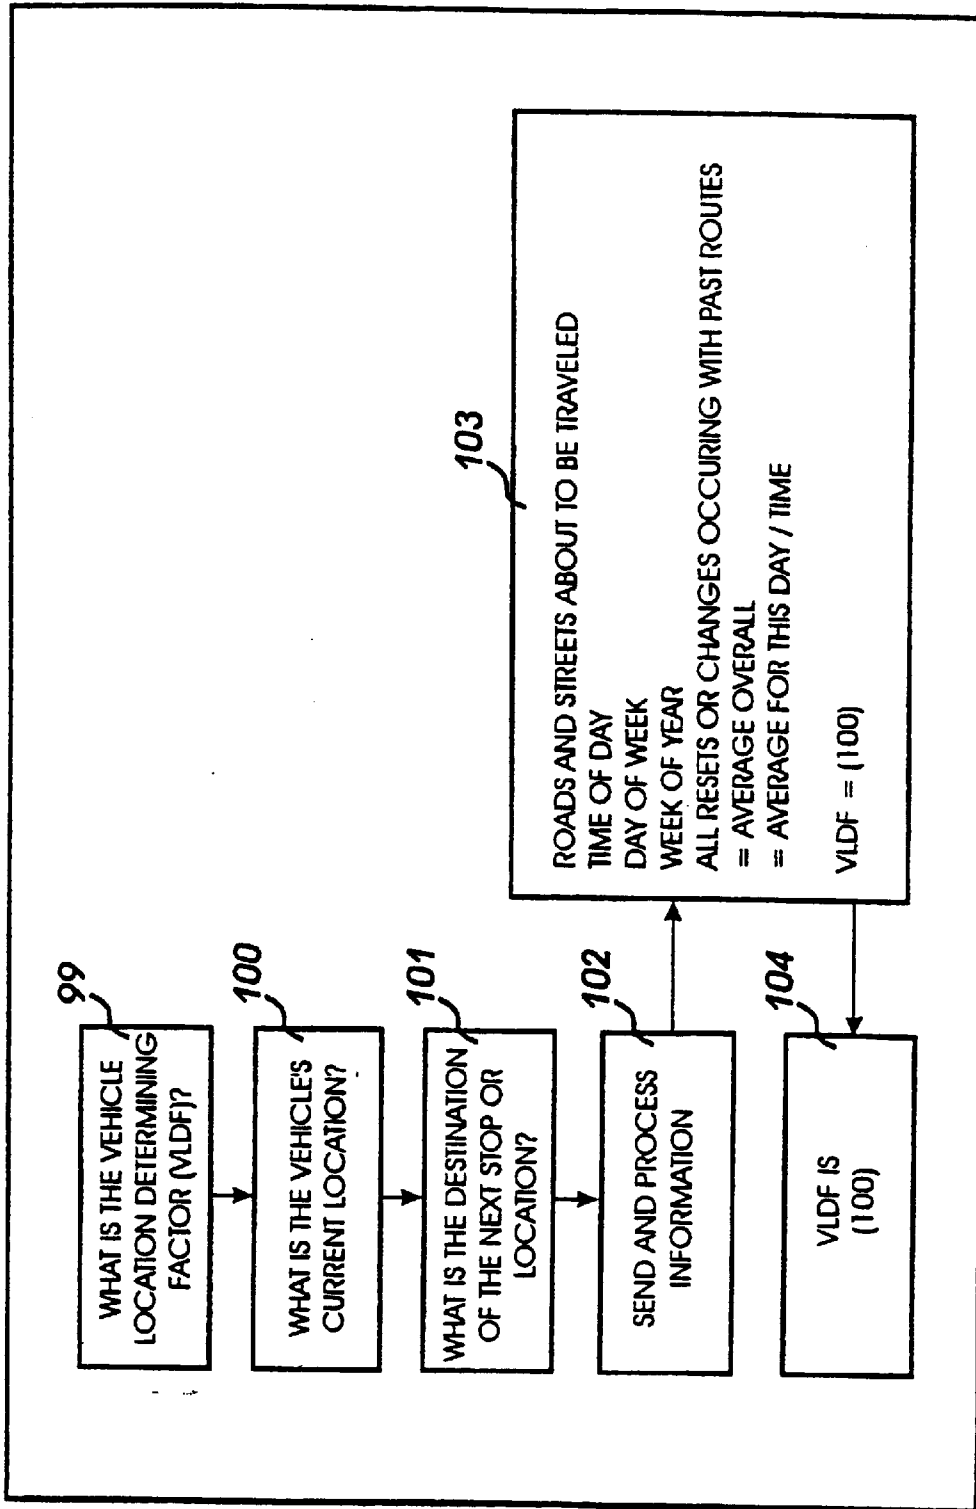 99
WHAT IS THE VEHICLE
LOCATION DETERMINING
FACTOR (VLDF)?
100
WHAT IS THE VEHICLE'S
CURRENT LOCATION?
101
WHAT IS THE DESTINATION
OF THE NEXT STOP OR
LOCATION?
102
SEND AND PROCESS
INFORMATION
103
ROADS AND STREETS ABOUT TO BE TRAVELED
TIME OF DAY
DAY OF WEEK
WEEK OF YEAR
ALL RESETS OR CHANGES OCCURING WITH PAST ROUTES
= AVERAGE OVERALL
= AVERAGE FOR THIS DAY / TIME
VLDF = (100)
104
VLDF IS
(100)